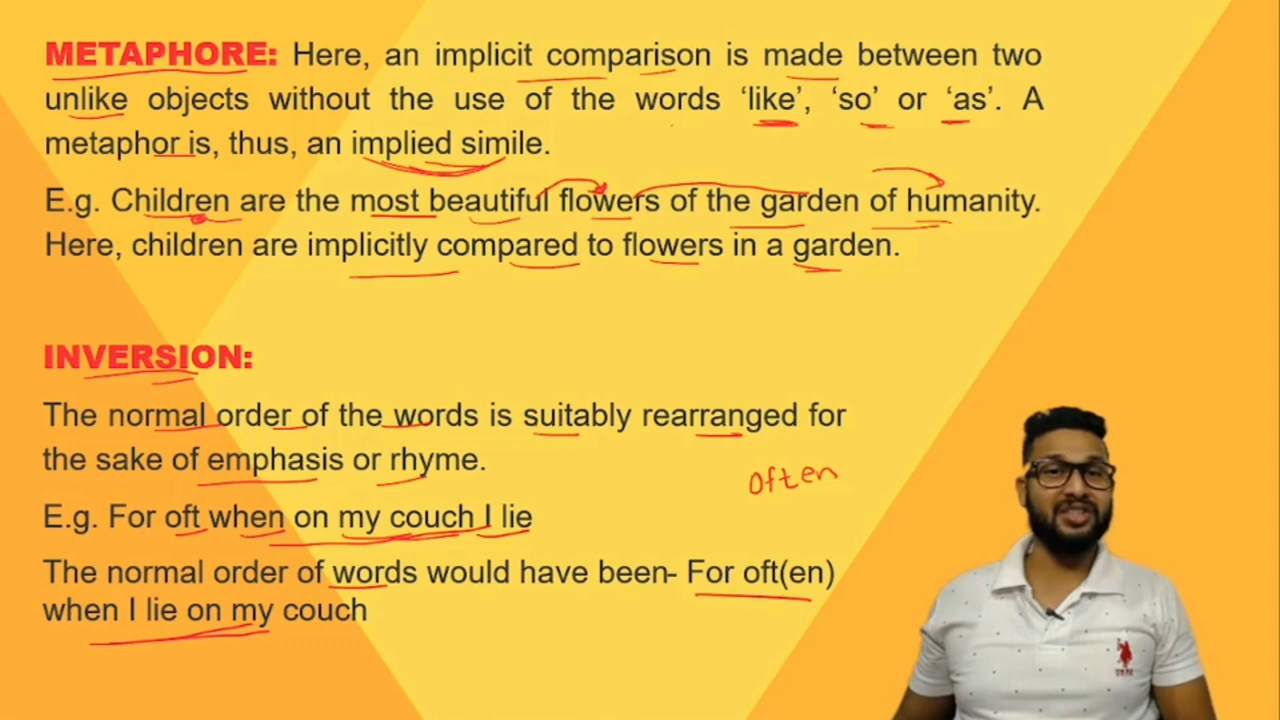 METAPHORE: Here, an implicit comparison is made between two
unlike objects without the use of the words ‘like’, ‘so’ or ‘as’. A
metaphor is, thus, an implied simile.
E.g. Children are the most beautiful flowers of the garden of humanity.
Here, children are implicitly compared to flowers in a garden.
INVERSION:
The normal order of the words is suitably rearranged for
the sake of emphasis or rhyme.
often
E.g. For oft when on my couch I lie
The normal order of words would have been- For oft(en)
when I lie on my couch